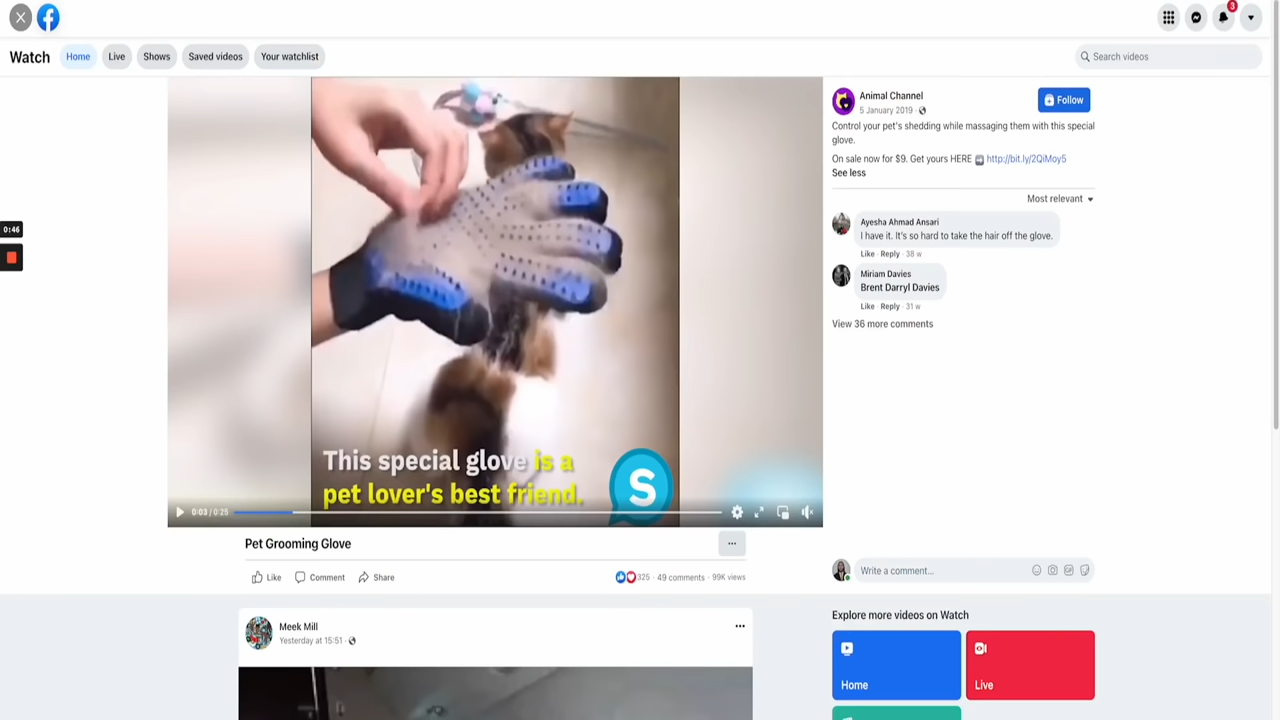 3
Watch
Home
Live
Shows
Saved videos
Your watchlist
Search videos
Animal Channel
5 January 2019 ·
Follow
Control your pet's shedding while massaging them with this special
glove.
On sale now for $9. Get yours HERE ➡ http://bit.ly/2QiMoy5
See less
Most relevant
0:46
Ayesha Ahmad Ansari
I have it. It's so hard to take the hair off the glove.
Like · Reply · 38 w
Miriam Davies
Brent Darryl Davies
Like · Reply · 31 w
View 36 more comments
This special glove is a
pet lover's best friend.
S
0:03 / 0:25
Pet Grooming Glove
...
Like
Comment
Share
325 · 49 comments · 99K views
Write a comment...
Meek Mill
Yesterday at 15:51 ·
Explore more videos on Watch
Home
Live